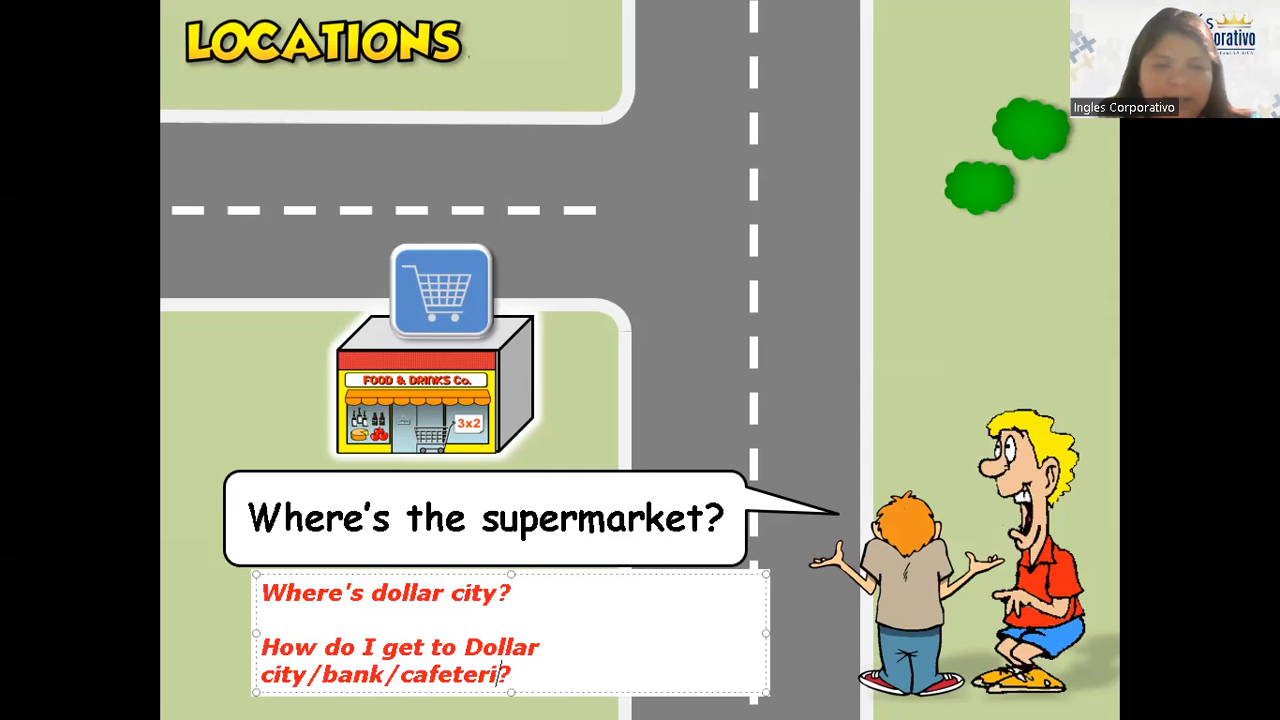 LOCATIONS
Ingles Corporativo
FOOD & DRINKS Co.
3x2
Where's the supermarket?
Where's dollar city?
How do I get to Dollar
city/bank/cafeteri?